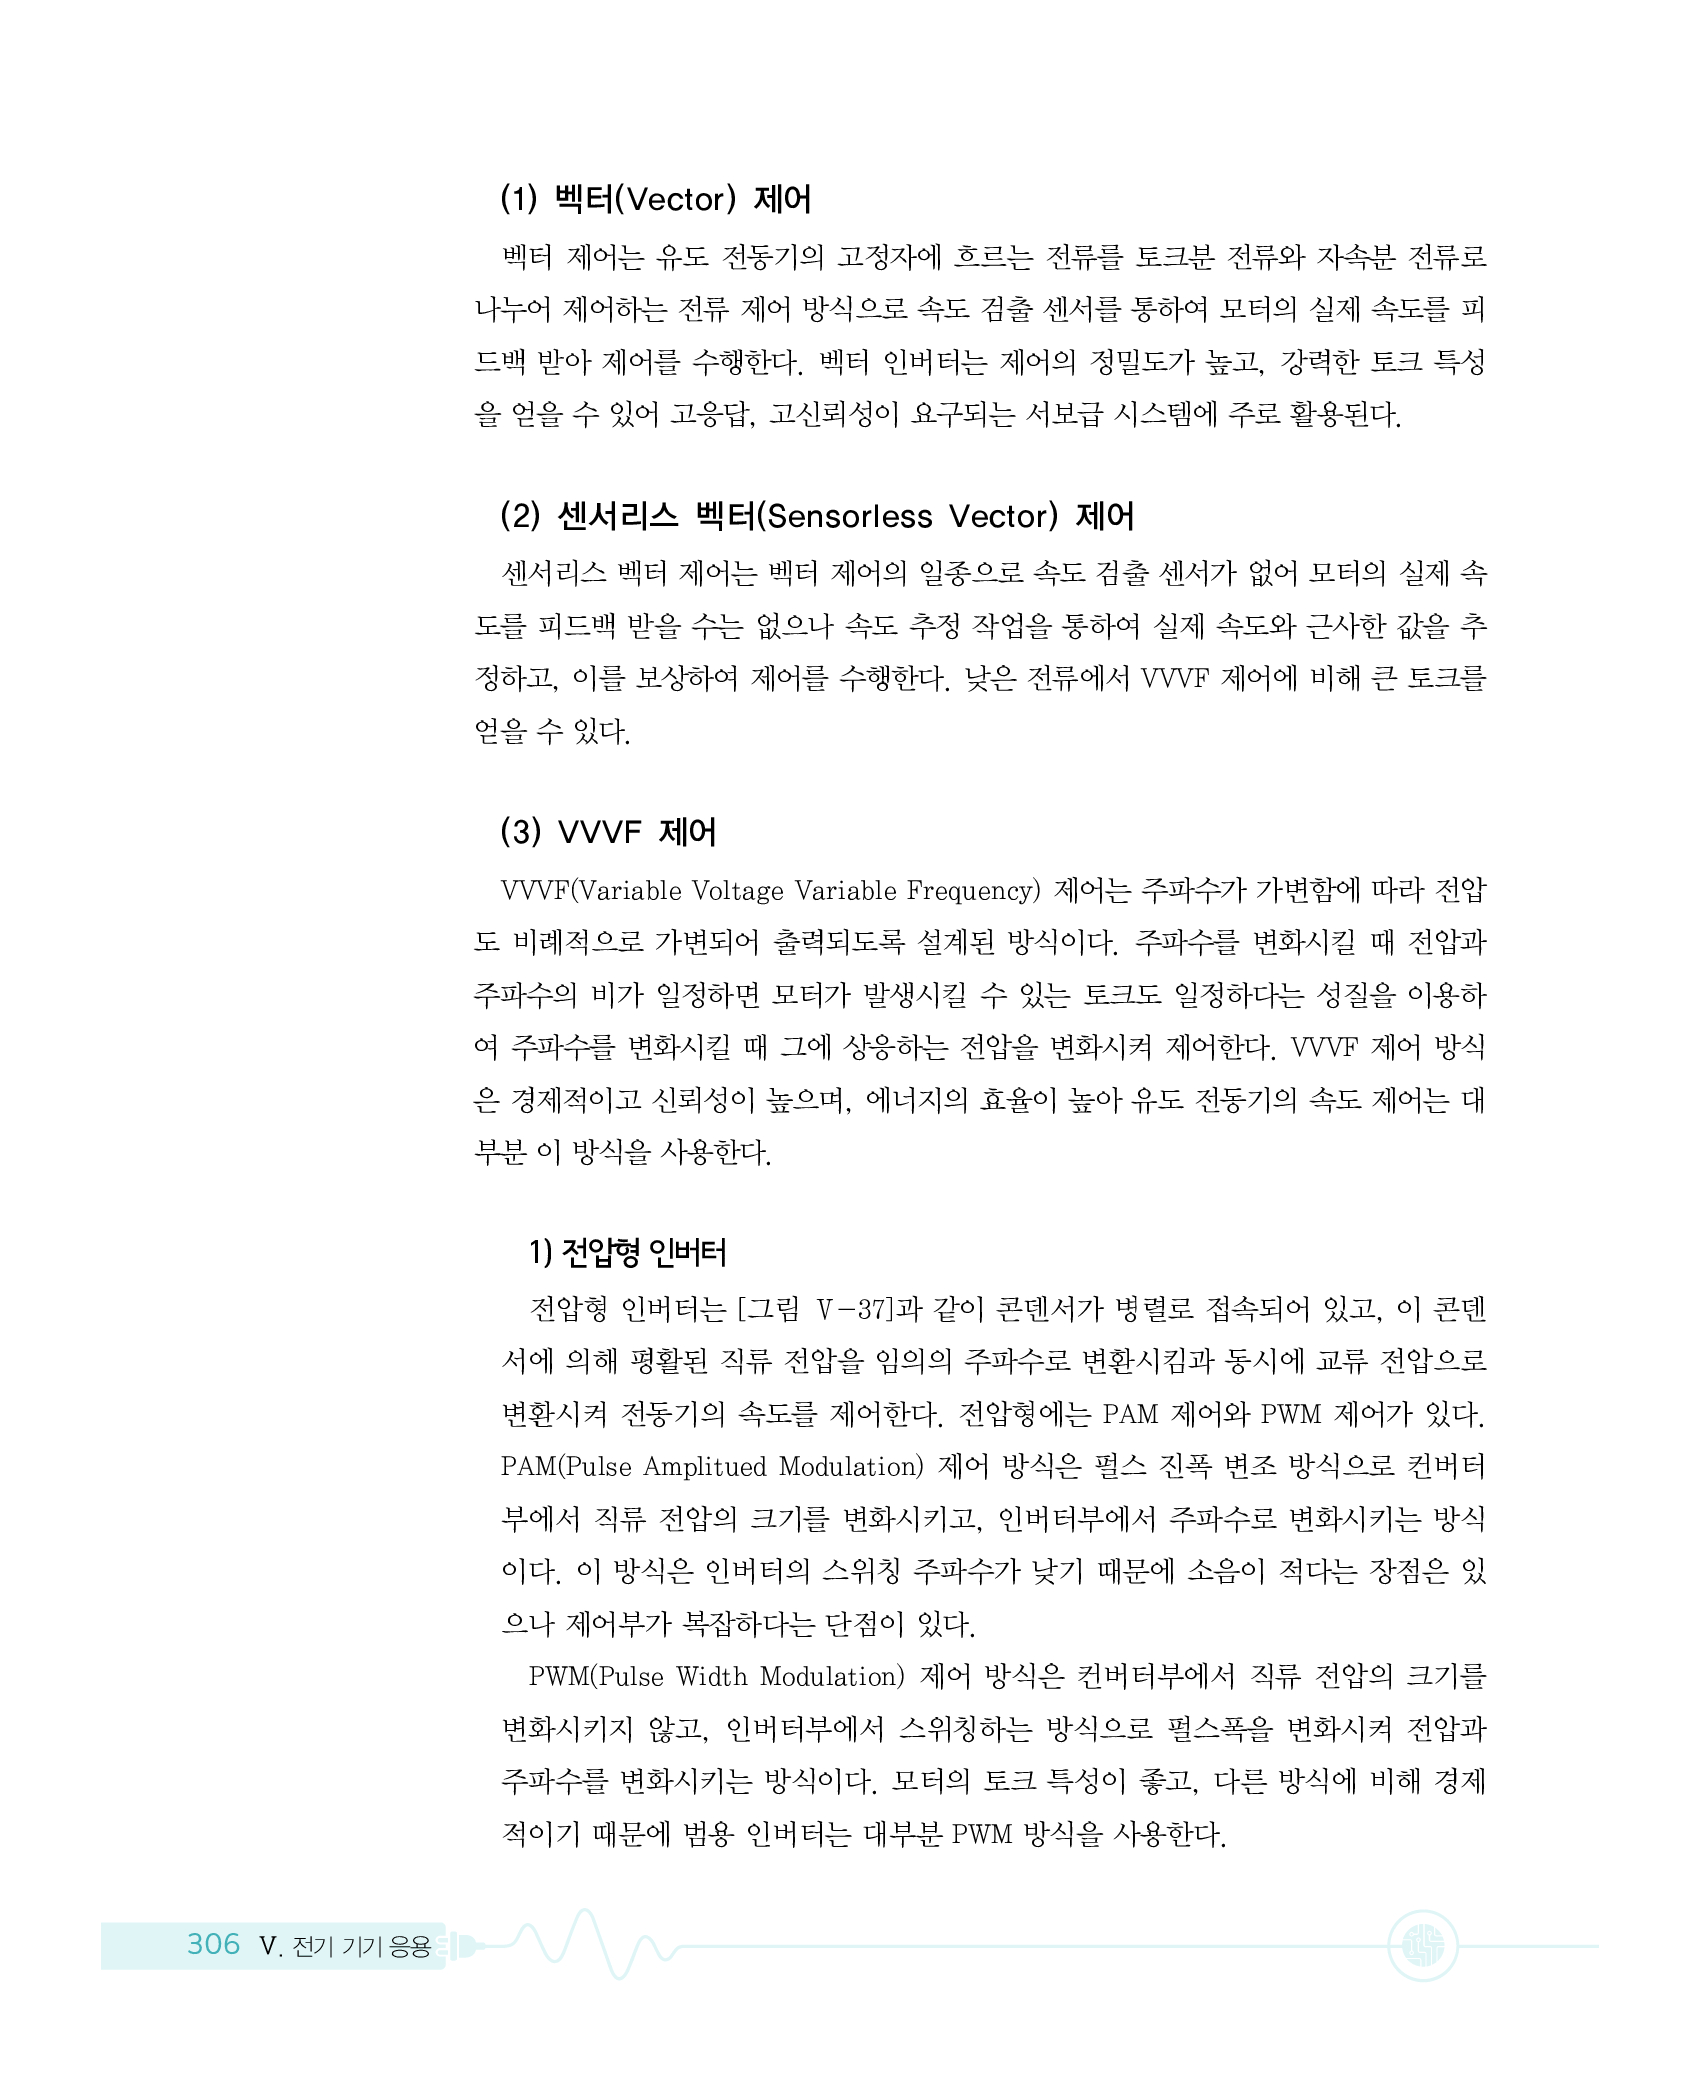 (1) 벡터(Vector) 제어
벡터 제어는 유도 전동기의 고정자에 흐르는 전류를 토크분 전류와 자속분 전류로
나누어 제어하는 전류 제어 방식으로 속도 검출 센서를 통하여 모터의 실제 속도를 피
드백 받아 제어를 수행한다. 벡터 인버터는 제어의 정밀도가 높고, 강력한 토크 특성
을 얻을 수 있어 고응답, 고신뢰성이 요구되는 서보급 시스템에 주로 활용된다.
(2) 센서리스 벡터(Sensorless Vector) 제어
센서리스 벡터 제어는 벡터 제어의 일종으로 속도 검출 센서가 없어 모터의 실제 속
도를 피드백 받을 수는 없으나 속도 추정 작업을 통하여 실제 속도와 근사한 값을 추
정하고, 이를 보상하여 제어를 수행한다. 낮은 전류에서 VVVF 제어에 비해 큰 토크를
얻을 수 있다.
(3) VVVF 제어
VVVF(Variable Voltage Variable Frequency) 제어는 주파수가 가변함에 따라 전압
도 비례적으로 가변되어 출력되도록 설계된 방식이다. 주파수를 변화시킬 때 전압과
주파수의 비가 일정하면 모터가 발생시킬 수 있는 토크도 일정하다는 성질을 이용하
여 주파수를 변화시킬 때 그에 상응하는 전압을 변화시켜 제어한다. VVVF 제어 방식
은 경제적이고 신뢰성이 높으며, 에너지의 효율이 높아 유도 전동기의 속도 제어는 대
부분 이 방식을 사용한다.
1) 전압형 인버터
전압형 인버터는 [그림 Ⅴ-37]과 같이 콘덴서가 병렬로 접속되어 있고, 이 콘덴
서에 의해 평활된 직류 전압을 임의의 주파수로 변환시킴과 동시에 교류 전압으로
변환시켜 전동기의 속도를 제어한다. 전압형에는 PAM 제어와 PWM 제어가 있다.
PAM(Pulse Amplitued Modulation) 제어 방식은 펄스 진폭 변조 방식으로 컨버터
부에서 직류 전압의 크기를 변화시키고, 인버터부에서 주파수로 변화시키는 방식
이다. 이 방식은 인버터의 스위칭 주파수가 낮기 때문에 소음이 적다는 장점은 있
으나 제어부가 복잡하다는 단점이 있다.
PWM(Pulse Width Modulation) 제어 방식은 컨버터부에서 직류 전압의 크기를
변화시키지 않고, 인버터부에서 스위칭하는 방식으로 펄스폭을 변화시켜 전압과
주파수를 변화시키는 방식이다. 모터의 토크 특성이 좋고, 다른 방식에 비해 경제
적이기 때문에 범용 인버터는 대부분 PWM 방식을 사용한다.
306 Ⅴ. 전기 기기 응용